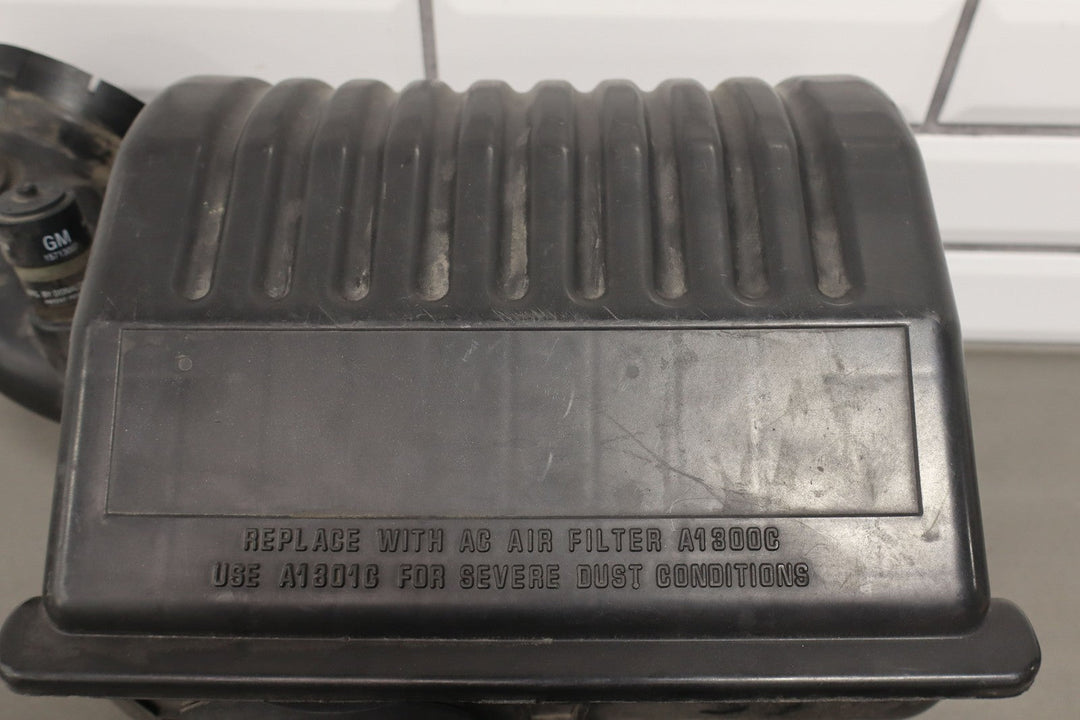 GM
REPLACE WITH AC AIR FILTER A1300C
USE A1301C FOR SEVERE DUST CONDITIONS